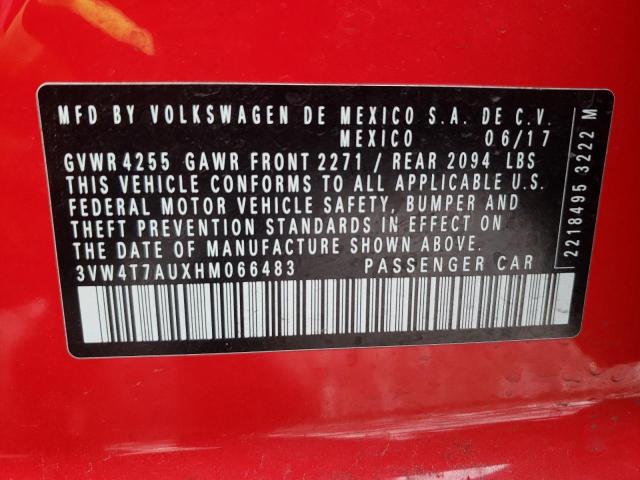 MFD BY VOLKSWAGEN DE MEXICO S.A. DE C.V.
MEXICO 06/17
GVWR 4255 GAWR FRONT 2271 / REAR 2094 LBS
THIS VEHICLE CONFORMS TO ALL APPLICABLE U.S.
FEDERAL MOTOR VEHICLE SAFETY, BUMPER AND
THEFT PREVENTION STANDARDS IN EFFECT ON
THE DATE OF MANUFACTURE SHOWN ABOVE.
3VW4T7AUXHM066483 PASSENGER CAR
2218495 3222 M